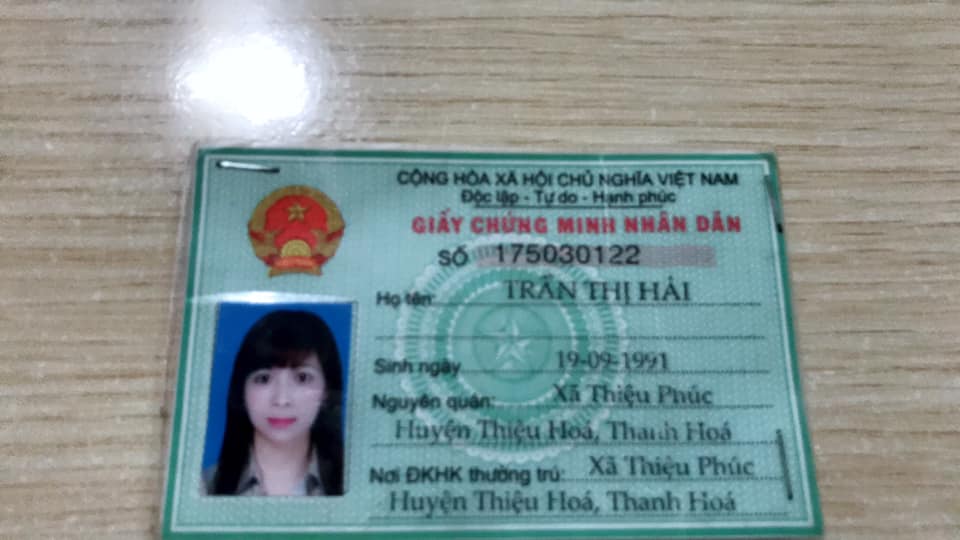 CỘNG HÒA XÃ HỘI CHỦ NGHĨA VIỆT NAM
Độc lập - Tự do - Hạnh phúc
GIẤY CHỨNG MINH NHÂN DÂN
SỐ 175030122
Họ tên: TRẦN THỊ HẢI
Sinh ngày 19-09-1991
Nguyên quán: Xã Thiệu Phúc
Huyện Thiệu Hoá, Thanh Hoá
Nơi ĐKHK thường trú: Xã Thiệu Phúc
Huyện Thiệu Hoá, Thanh Hoá